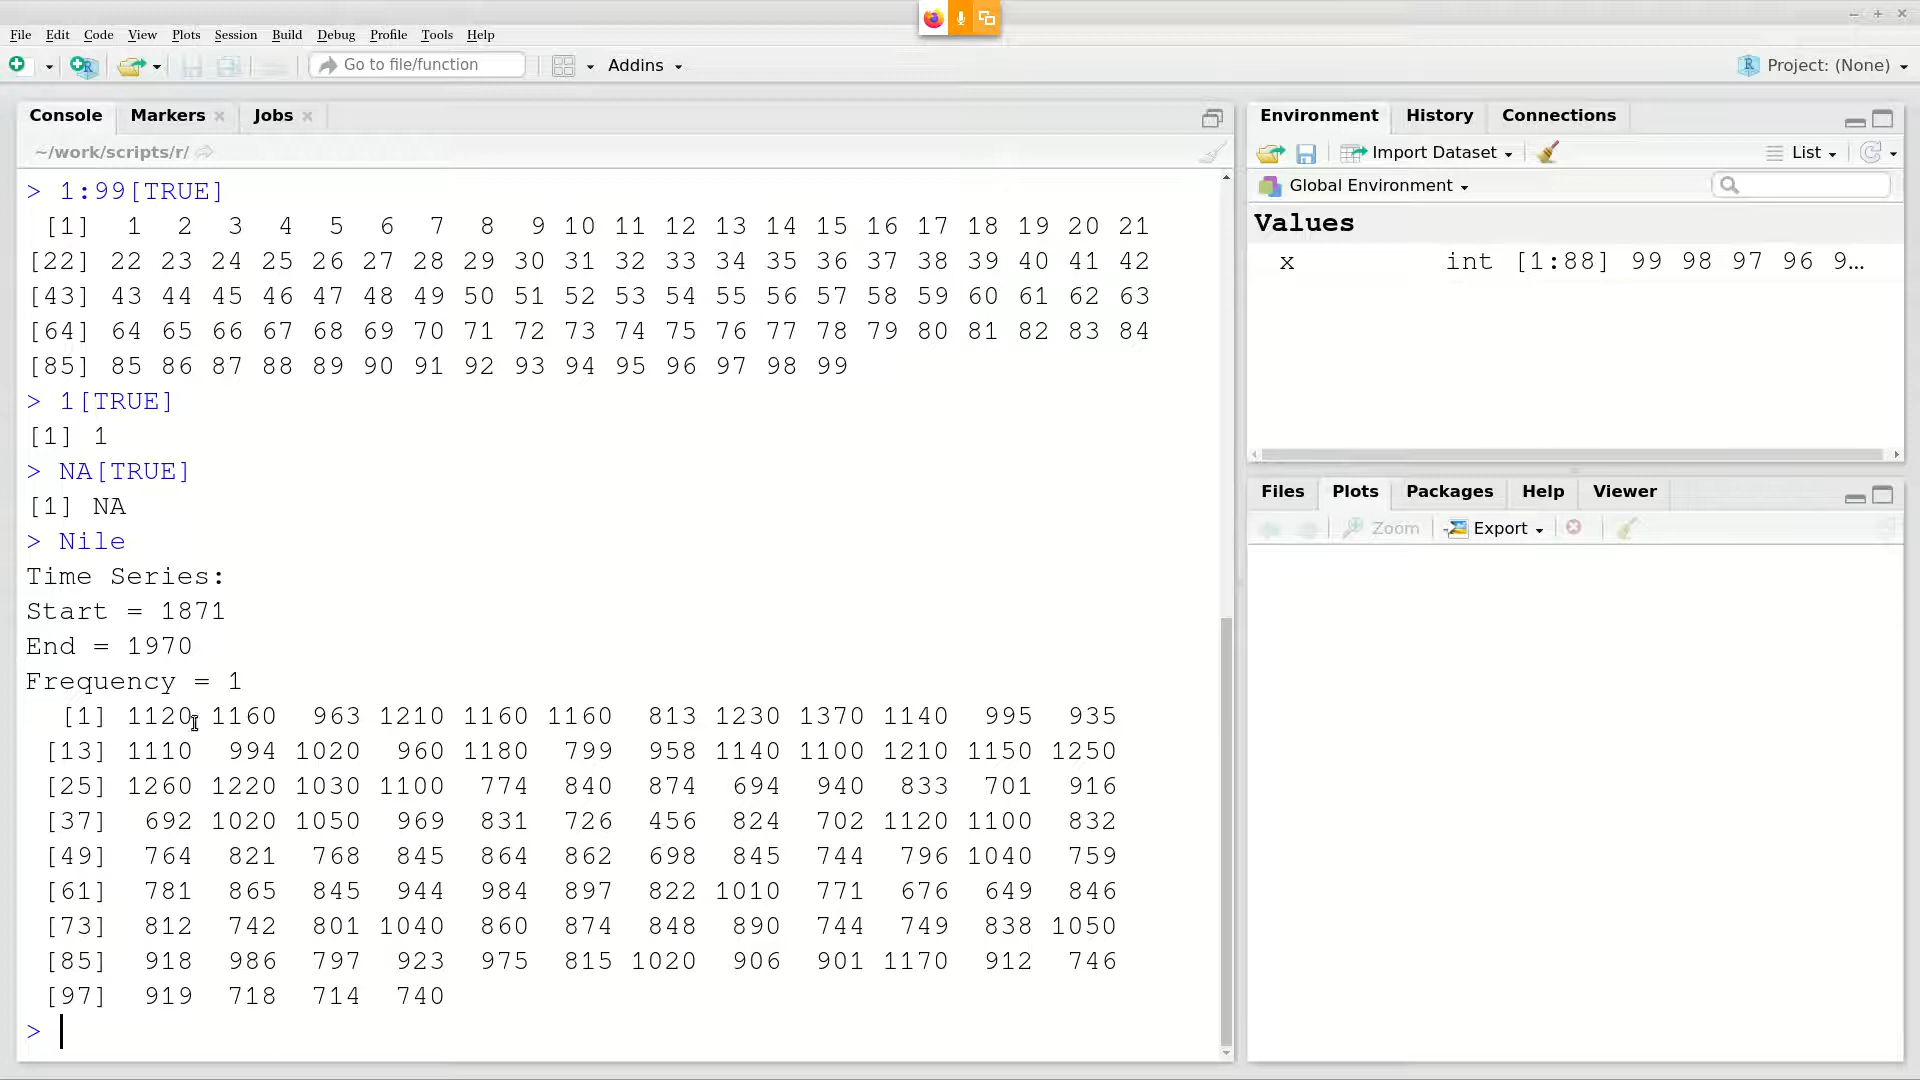 File Edit Code View Plots Session Build Debug Profile Tools Help
Go to file/function Addins Project: (None)
Console Markers Jobs
~/work/scripts/r/
> 1:99[TRUE]
[1] 1 2 3 4 5 6 7 8 9 10 11 12 13 14 15 16 17 18 19 20 21
[22] 22 23 24 25 26 27 28 29 30 31 32 33 34 35 36 37 38 39 40 41 42
[43] 43 44 45 46 47 48 49 50 51 52 53 54 55 56 57 58 59 60 61 62 63
[64] 64 65 66 67 68 69 70 71 72 73 74 75 76 77 78 79 80 81 82 83 84
[85] 85 86 87 88 89 90 91 92 93 94 95 96 97 98 99
> 1[TRUE]
[1] 1
> NA[TRUE]
[1] NA
> Nile
Time Series:
Start = 1871
End = 1970
Frequency = 1
[1] 1120 1160 963 1210 1160 1160 813 1230 1370 1140 995 935
[13] 1110 994 1020 960 1180 799 958 1140 1100 1210 1150 1250
[25] 1260 1220 1030 1100 774 840 874 694 940 833 701 916
[37] 692 1020 1050 969 831 726 456 824 702 1120 1100 832
[49] 764 821 768 845 864 862 698 845 744 796 1040 759
[61] 781 865 845 944 984 897 822 1010 771 676 649 846
[73] 812 742 801 1040 860 874 848 890 744 749 838 1050
[85] 918 986 797 923 975 815 1020 906 901 1170 912 746
[97] 919 718 714 740
>
Environment History Connections
Import Dataset List
Global Environment
Values
x int [1:88] 99 98 97 96 9…
Files Plots Packages Help Viewer
Zoom Export